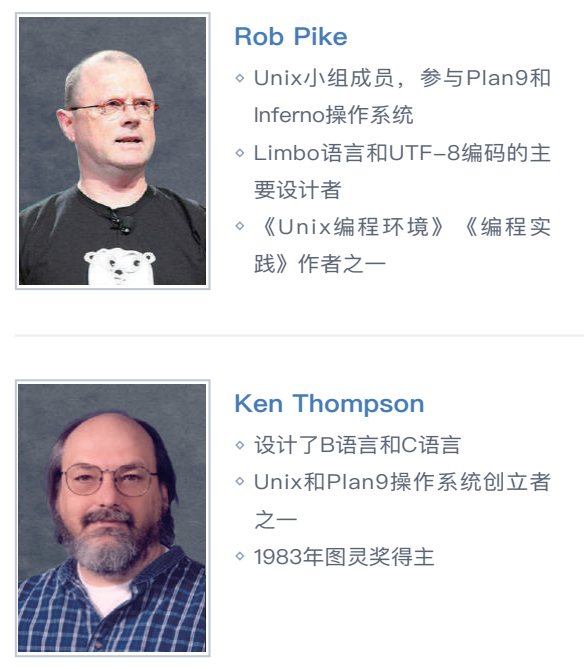 Rob Pike
◇ Unix小组成员，参与Plan9和
Inferno操作系统
◇ Limbo语言和UTF-8编码的主
要设计者
◇ 《Unix编程环境》《编程实
践》作者之一
Ken Thompson
◇ 设计了B语言和C语言
◇ Unix和Plan9操作系统创立者
之一
◇ 1983年图灵奖得主